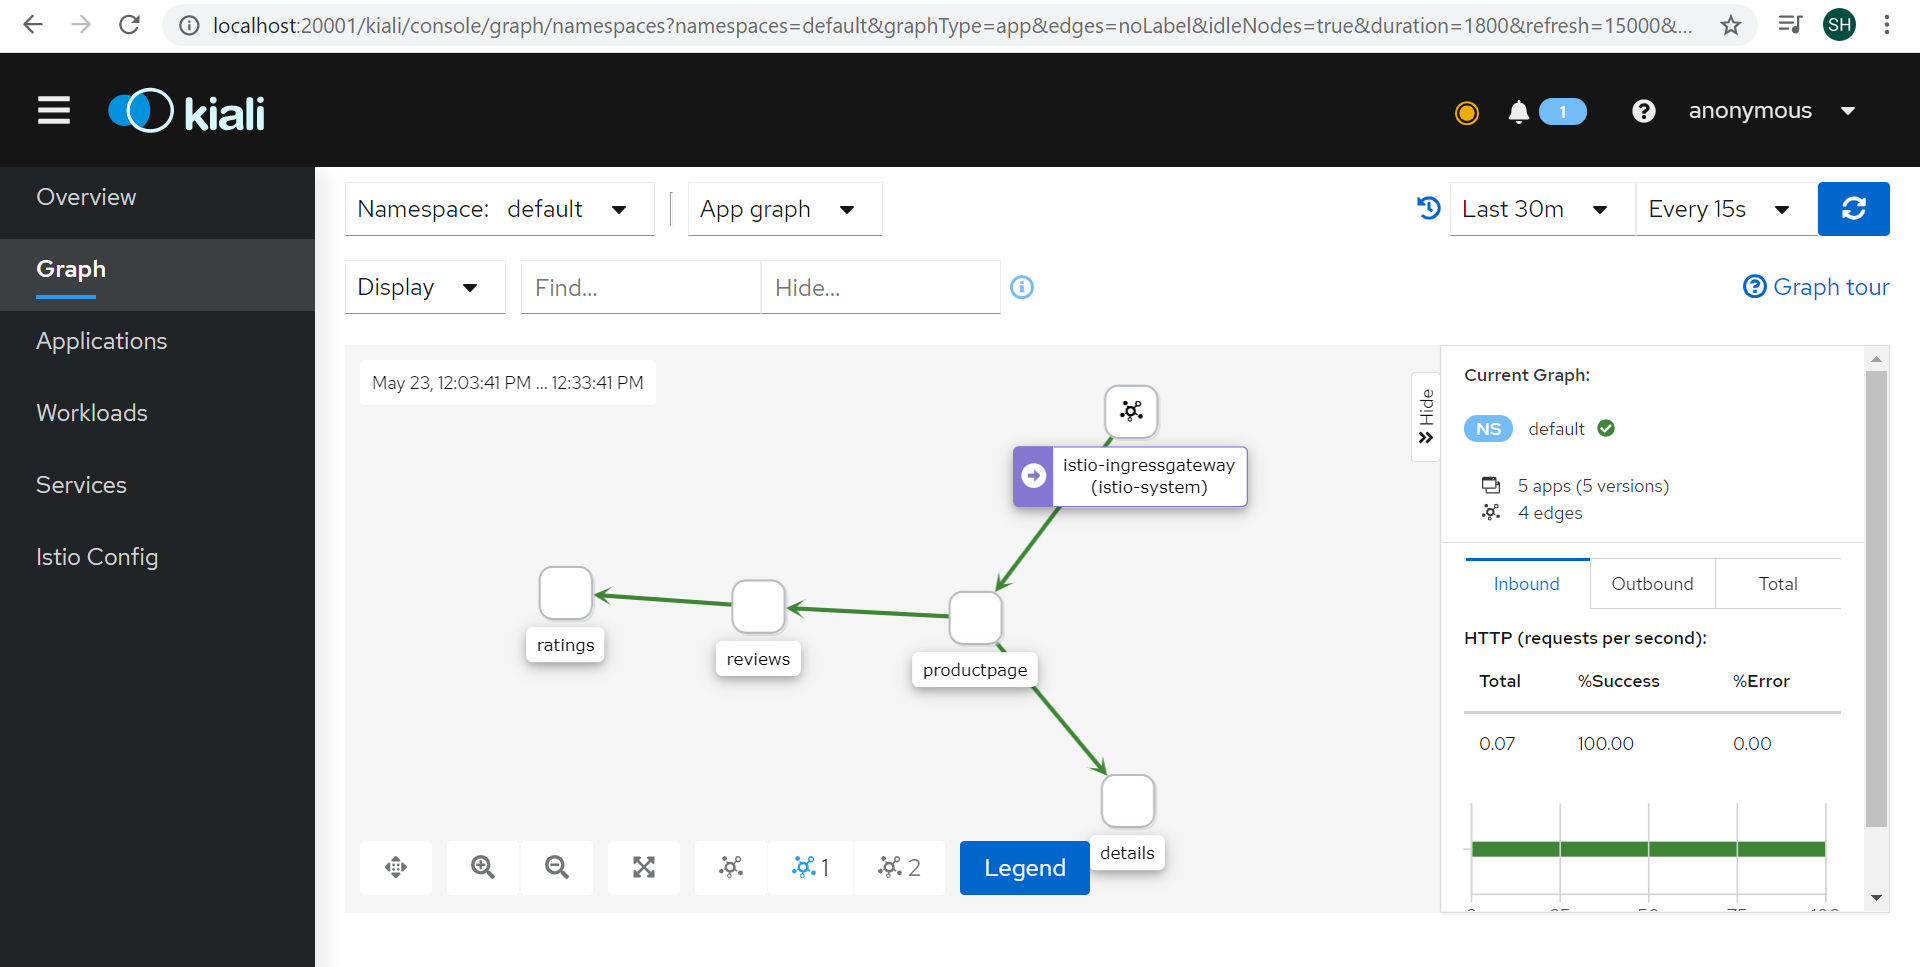 localhost:20001/kiali/console/graph/namespaces?namespaces=default&graphType=app&edges=noLabel&idleNodes=true&duration=1800&refresh=15000&...
SH
kiali
1
anonymous
Overview
Graph
Applications
Workloads
Services
Istio Config
Namespace: default
App graph
Last 30m
Every 15s
Display
Find...
Hide...
Graph tour
May 23, 12:03:41 PM ... 12:33:41 PM
istio-ingressgateway
(istio-system)
ratings
reviews
productpage
details
1
2
Legend
Hide
Current Graph:
NS default
5 apps (5 versions)
4 edges
Inbound Outbound Total
HTTP (requests per second):
Total %Success %Error
0.07 100.00 0.00